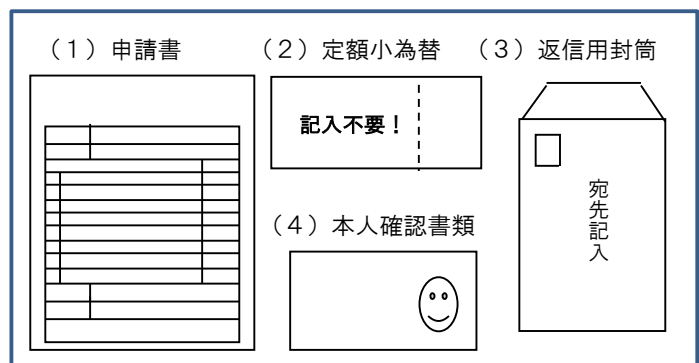 （１）申請書
（２）定額小為替
（３）返信用封筒
記入不要！
宛先記入
（４）本人確認書類